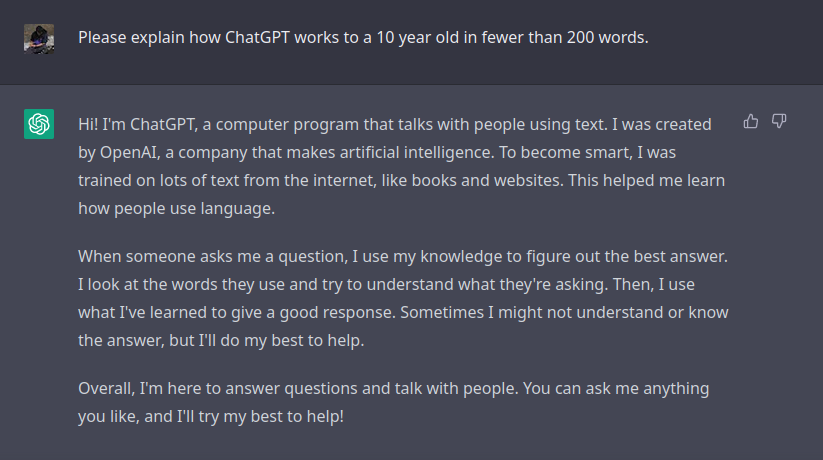 Please explain how ChatGPT works to a 10 year old in fewer than 200 words.
Hi! I'm ChatGPT, a computer program that talks with people using text. I was created
by OpenAI, a company that makes artificial intelligence. To become smart, I was
trained on lots of text from the internet, like books and websites. This helped me learn
how people use language.
When someone asks me a question, I use my knowledge to figure out the best answer.
I look at the words they use and try to understand what they're asking. Then, I use
what I've learned to give a good response. Sometimes I might not understand or know
the answer, but I'll do my best to help.
Overall, I'm here to answer questions and talk with people. You can ask me anything
you like, and I'll try my best to help!